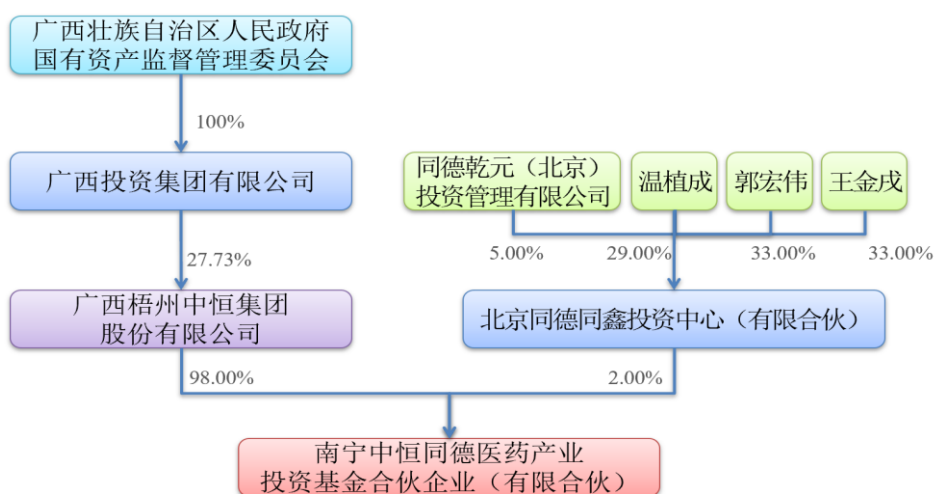 广西壮族自治区人民政府
国有资产监督管理委员会
100%
广西投资集团有限公司
同德乾元（北京）
投资管理有限公司
温植成
郭宏伟
王金戌
27.73%
5.00%
29.00%
33.00%
33.00%
广西梧州中恒集团
股份有限公司
北京同德同鑫投资中心（有限合伙）
98.00%
2.00%
南宁中恒同德医药产业
投资基金合伙企业（有限合伙）